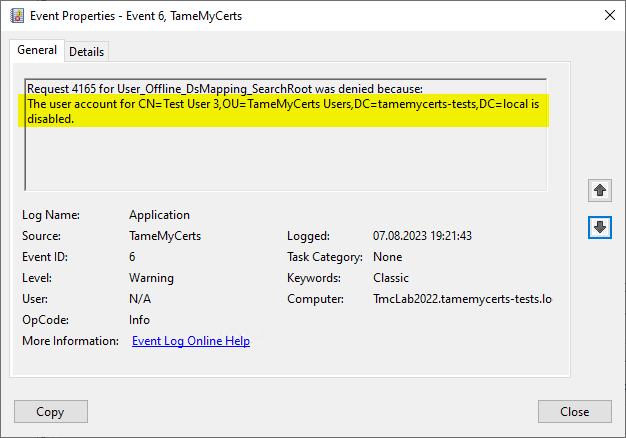 Event Properties - Event 6, TameMyCerts
General
Details
Request 4165 for User_Offline_DsMapping_SearchRoot was denied because:
The user account for CN=Test User 3,OU=TameMyCerts Users,DC=tamemycerts-tests,DC=local is
disabled.
Log Name: Application
Source: TameMyCerts Logged: 07.08.2023 19:21:43
Event ID: 6 Task Category: None
Level: Warning Keywords: Classic
User: N/A Computer: TmcLab2022.tamemycerts-tests.lo
OpCode: Info
More Information: Event Log Online Help
Copy
Close